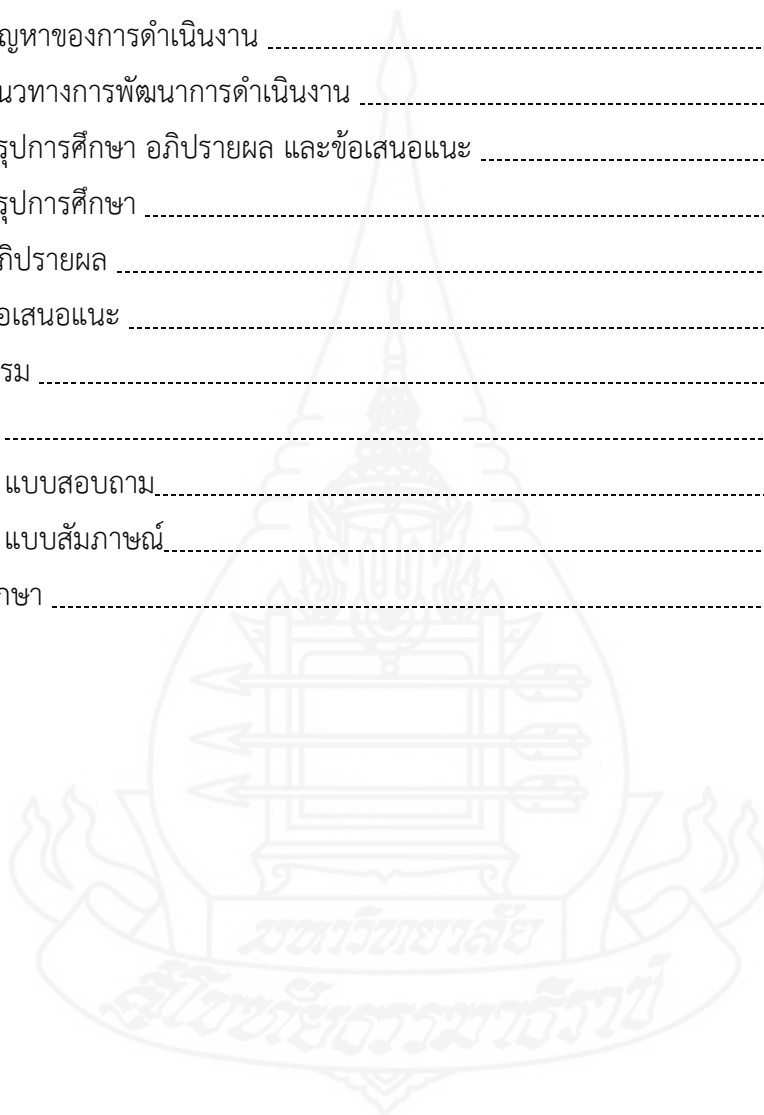 ญหาของการดำเนินงาน
นวทางการพัฒนาการดำเนินงาน
รุปการศึกษา อภิปรายผล และข้อเสนอแนะ
รุปการศึกษา
ภิปรายผล
อเสนอแนะ
รม
แบบสอบถาม
แบบสัมภาษณ์
กษา
มหาวิทยาลัย
สุโขทัยธรรมาธิราช